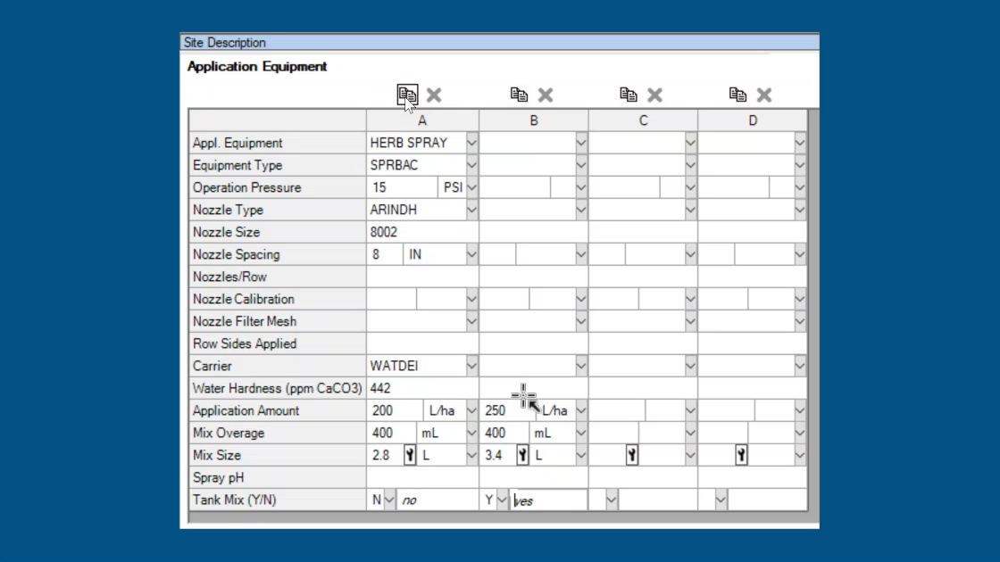 Site Description
Application Equipment
A B C D
Appl. Equipment HERB SPRAY
Equipment Type SPRBAC
Operation Pressure 15 PSI
Nozzle Type ARINDH
Nozzle Size 8002
Nozzle Spacing 8 IN
Nozzles/Row
Nozzle Calibration
Nozzle Filter Mesh
Row Sides Applied
Carrier WATDEI
Water Hardness (ppm CaCO3) 442
Application Amount 200 L/ha 250 L/ha
Mix Overage 400 mL 400 mL
Mix Size 2.8 L 3.4 L
Spray pH
Tank Mix (Y/N) N no Y yes